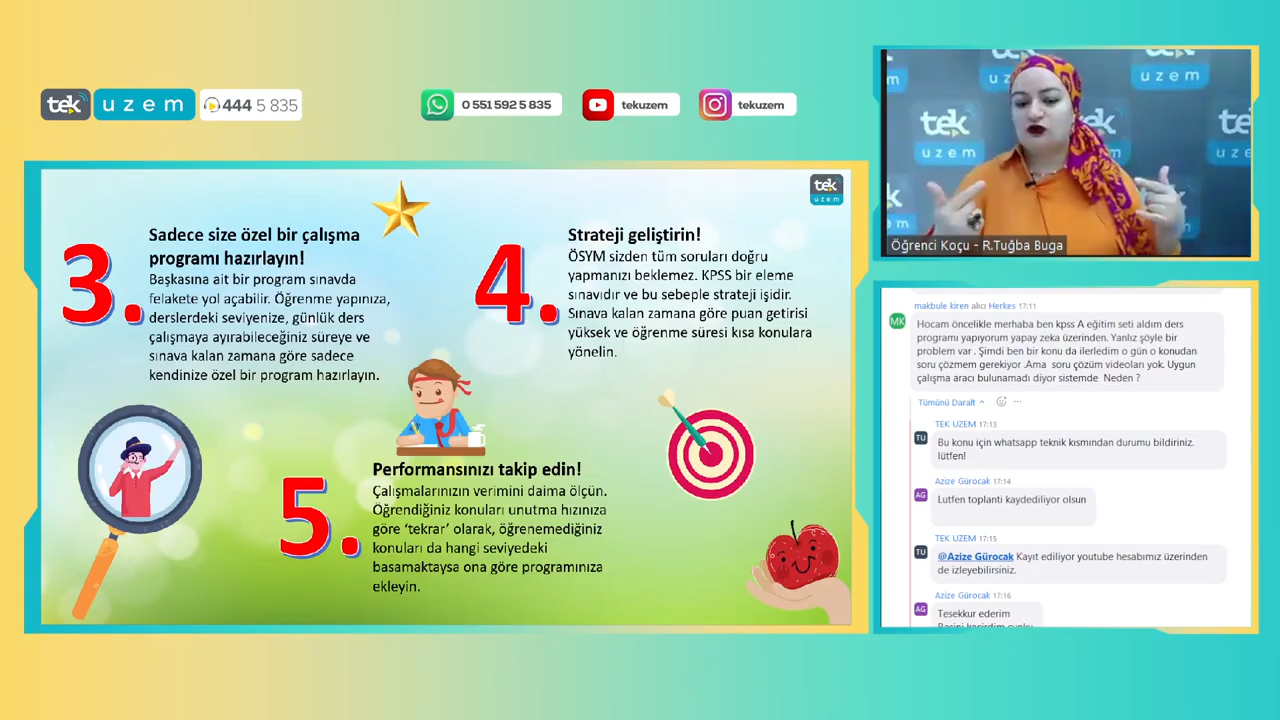 tek uzem 444 5 835
0 551 592 5 835
tekuzem
tekuzem
tek
uzem
3.
Sadece size özel bir çalışma
programı hazırlayın!
Başkasına ait bir program sınavda
felakete yol açabilir. Öğrenme yapınıza,
derslerdeki seviyenize, günlük ders
çalışmaya ayırabileceğiniz süreye ve
sınava kalan zamana göre sadece
kendinize özel bir program hazırlayın.
4.
Strateji geliştirin!
ÖSYM sizden tüm soruları doğru
yapmanızı beklemez. KPSS bir eleme
sınavıdır ve bu sebeple strateji işidir.
Sınava kalan zamana göre puan getirisi
yüksek ve öğrenme süresi kısa konulara
yönelin.
5.
Performansınızı takip edin!
Çalışmalarınızın verimini daima ölçün.
Öğrendiğiniz konuları unutma hızınıza
göre ‘tekrar’ olarak, öğrenemediğiniz
konuları da hangi seviyedeki
basamaktaysa ona göre programınıza
ekleyin.
tek
uzem
Öğrenci Koçu - R.Tuğba Buga
makbule kiren alıcı Herkes 17:11
MK
Hocam öncelikle merhaba ben kpss A eğitim seti aldım ders
programı yapıyorum yapay zeka üzerinden. Yanlız şöyle bir
problem var . Şimdi ben bir konu da ilerledim o gün o konudan
soru çözmem gerekiyor .Ama soru çözüm videoları yok. Uygun
çalışma aracı bulunamadı diyor sistemde Neden ?
Tümünü Daralt
TEK UZEM 17:13
TU
Bu konu için whatsapp teknik kısmından durumu bildiriniz.
lütfen!
Azize Gürocak 17:14
AG
Lutfen toplanti kaydediliyor olsun
TEK UZEM 17:15
TU
@Azize Gürocak Kayıt ediliyor youtube hesabımız üzerinden
de izleyebilirsiniz.
Azize Gürocak 17:16
AG
Tesekkur ederim